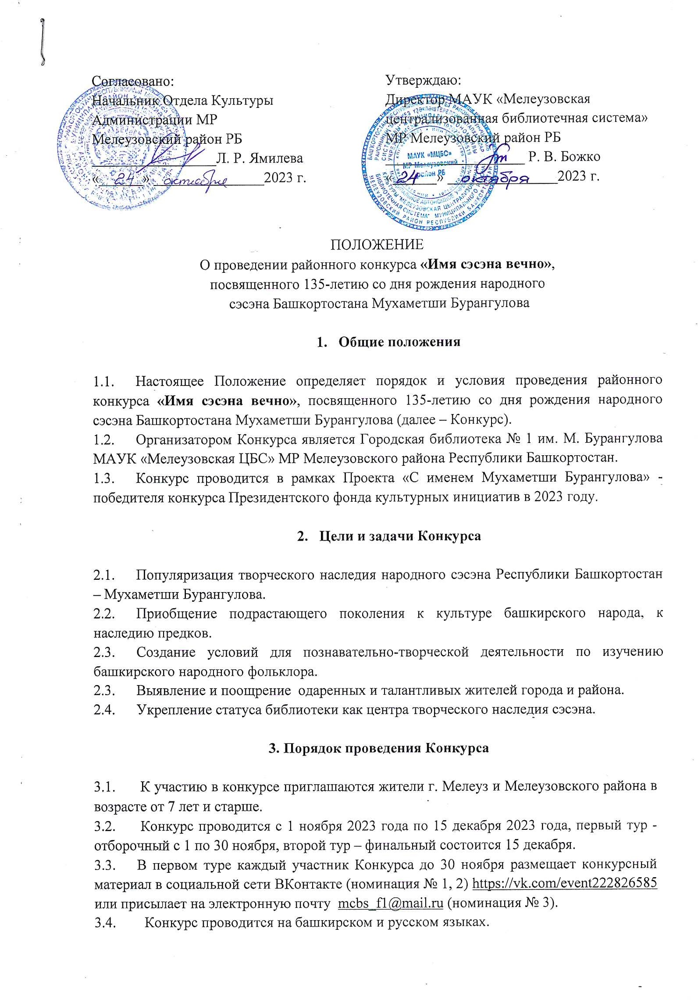 Согласовано:
Начальник Отдела Культуры
Администрации МР
Мелеузовский район РБ
Л. Р. Ямилева
«24» октября 2023 г.
Утверждаю:
Директор МАУК «Мелеузовская
централизованная библиотечная система»
МР Мелеузовский район РБ
Р. В. Божко
«24» октября 2023 г.
МАУК «МЦБС»
МР Мелеузовский
район РБ
ПОЛОЖЕНИЕ
О проведении районного конкурса «Имя сэсэна вечно»,
посвященного 135-летию со дня рождения народного
сэсэна Башкортостана Мухаметши Бурангулова
1. Общие положения
1.1. Настоящее Положение определяет порядок и условия проведения районного
конкурса «Имя сэсэна вечно», посвященного 135-летию со дня рождения народного
сэсэна Башкортостана Мухаметши Бурангулова (далее – Конкурс).
1.2. Организатором Конкурса является Городская библиотека № 1 им. М. Бурангулова
МАУК «Мелеузовская ЦБС» МР Мелеузовского района Республики Башкортостан.
1.3. Конкурс проводится в рамках Проекта «С именем Мухаметши Бурангулова» -
победителя конкурса Президентского фонда культурных инициатив в 2023 году.
2. Цели и задачи Конкурса
2.1. Популяризация творческого наследия народного сэсэна Республики Башкортостан
– Мухаметши Бурангулова.
2.2. Приобщение подрастающего поколения к культуре башкирского народа, к
наследию предков.
2.3. Создание условий для познавательно-творческой деятельности по изучению
башкирского народного фольклора.
2.3. Выявление и поощрение одаренных и талантливых жителей города и района.
2.4. Укрепление статуса библиотеки как центра творческого наследия сэсэна.
3. Порядок проведения Конкурса
3.1. К участию в конкурсе приглашаются жители г. Мелеуз и Мелеузовского района в
возрасте от 7 лет и старше.
3.2. Конкурс проводится с 1 ноября 2023 года по 15 декабря 2023 года, первый тур -
отборочный с 1 по 30 ноября, второй тур – финальный состоится 15 декабря.
3.3. В первом туре каждый участник Конкурса до 30 ноября размещает конкурсный
материал в социальной сети ВКонтакте (номинация № 1, 2) https://vk.com/event222826585
или присылает на электронную почту mcbs_f1@mail.ru (номинация № 3).
3.4. Конкурс проводится на башкирском и русском языках.